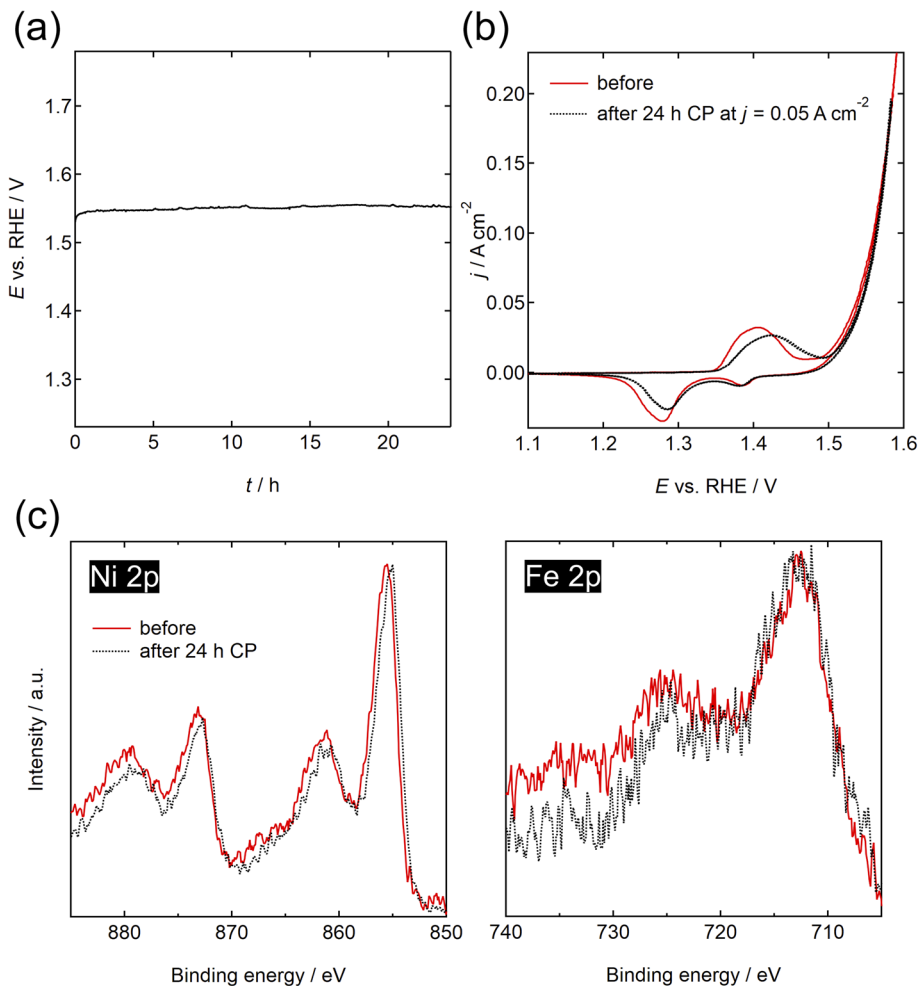 (a)
1.7
1.6
1.5
1.4
1.3
E vs. RHE / V
0
5
10
15
20
t / h
(b)
before
after 24 h CP at j = 0.05 A cm-2
0.20
0.15
0.10
0.05
0.00
j / A cm-2
1.1
1.2
1.3
1.4
1.5
1.6
E vs. RHE / V
(c)
Ni 2p
before
after 24 h CP
Intensity / a.u.
880
870
860
850
Binding energy / eV
Fe 2p
740
730
720
710
Binding energy / eV